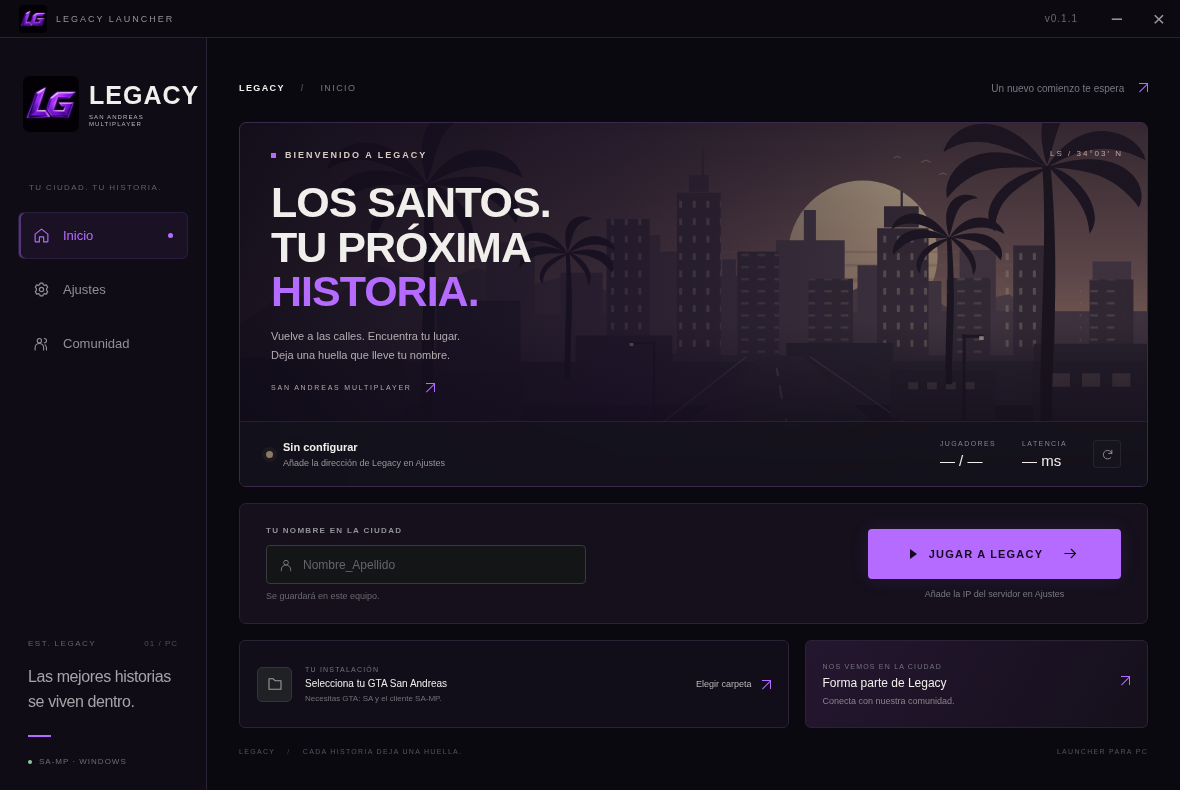 LG LEGACY LAUNCHER
v0.1.1
LG LEGACY
SAN ANDREAS
MULTIPLAYER
TU CIUDAD. TU HISTORIA.
Inicio
Ajustes
Comunidad
EST. LEGACY 01 / PC
Las mejores historias
se viven dentro.
SA-MP · WINDOWS
LEGACY / INICIO
Un nuevo comienzo te espera
BIENVENIDO A LEGACY
LS / 34°03' N
LOS SANTOS.
TU PRÓXIMA
HISTORIA.
Vuelve a las calles. Encuentra tu lugar.
Deja una huella que lleve tu nombre.
SAN ANDREAS MULTIPLAYER
Sin configurar
Añade la dirección de Legacy en Ajustes
JUGADORES
— / —
LATENCIA
— ms
TU NOMBRE EN LA CIUDAD
Nombre_Apellido
Se guardará en este equipo.
JUGAR A LEGACY
Añade la IP del servidor en Ajustes
TU INSTALACIÓN
Selecciona tu GTA San Andreas
Necesitas GTA: SA y el cliente SA-MP.
Elegir carpeta
NOS VEMOS EN LA CIUDAD
Forma parte de Legacy
Conecta con nuestra comunidad.
LEGACY / CADA HISTORIA DEJA UNA HUELLA.
LAUNCHER PARA PC